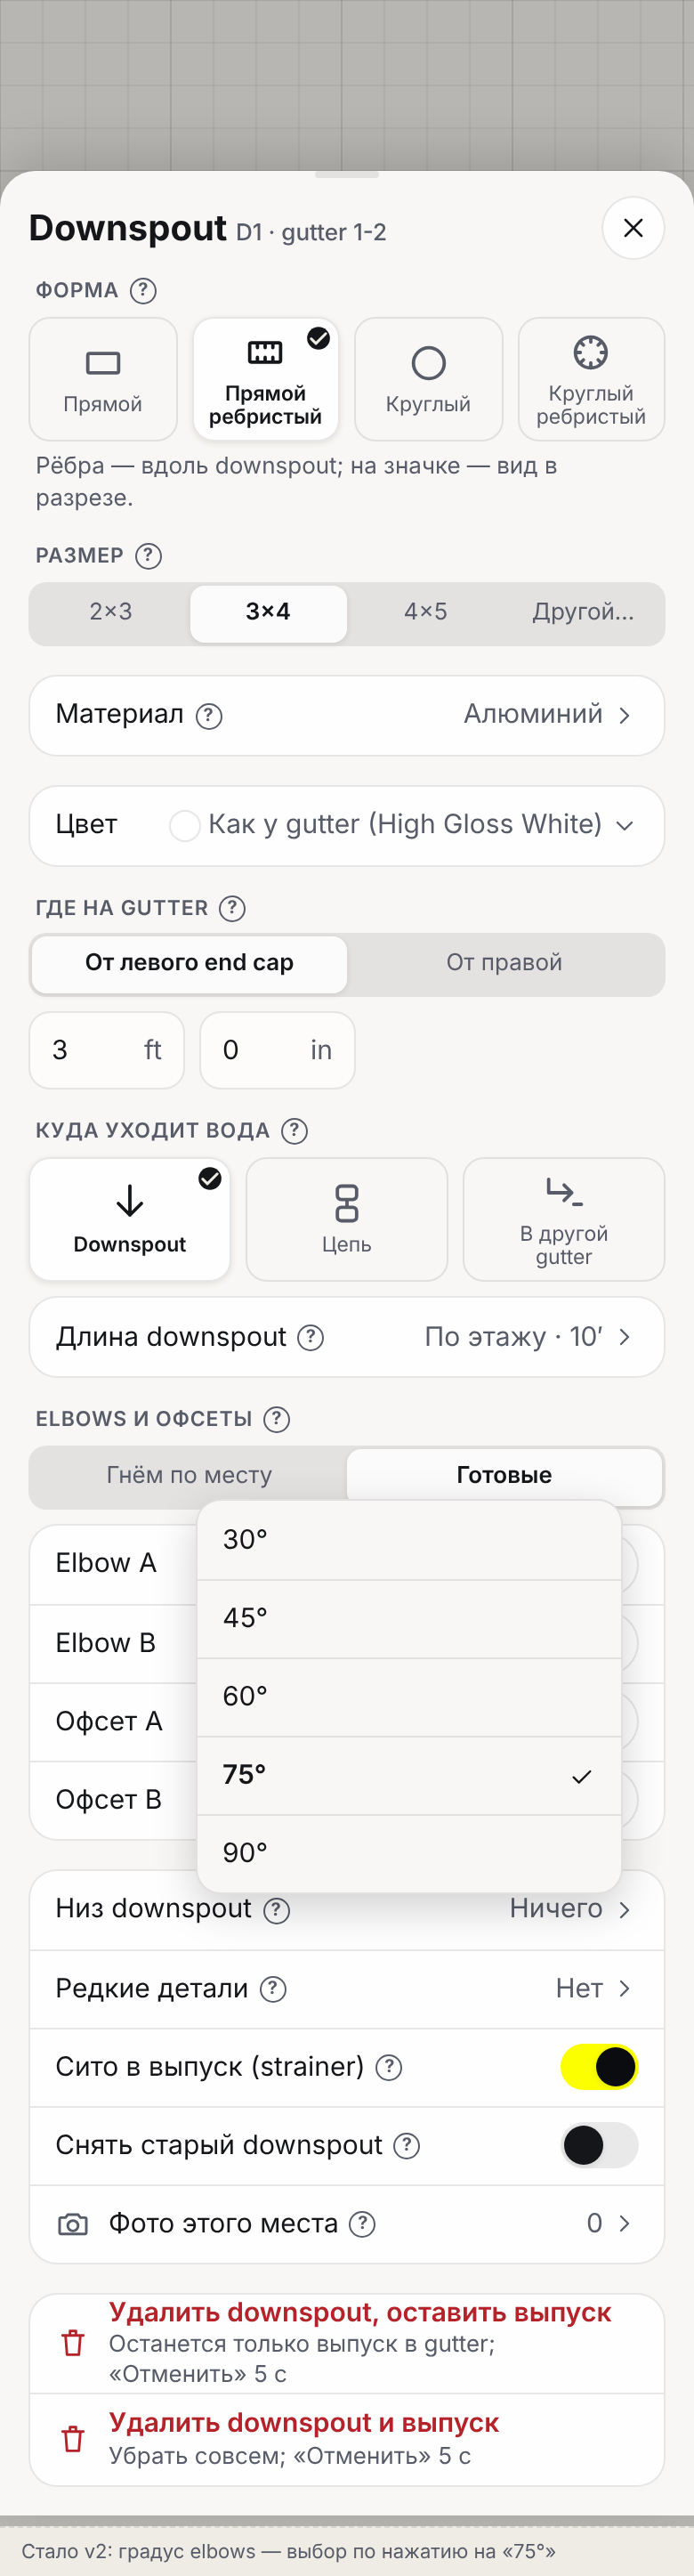 Downspout D1 · gutter 1-2
ФОРМА ?
Прямой
Прямой
ребристый
Круглый
Круглый
ребристый
Рёбра — вдоль downspout; на значке — вид в
разрезе.
РАЗМЕР ?
2×3 3×4 4×5 Другой...
Материал ? Алюминий
Цвет Как у gutter (High Gloss White)
ГДЕ НА GUTTER ?
От левого end cap От правой
3 ft 0 in
КУДА УХОДИТ ВОДА ?
Downspout
Цепь
В другой
gutter
Длина downspout ? По этажу · 10′
ELBOWS И ОФСЕТЫ ?
Гнём по месту Готовые
Elbow A
Elbow B
Офсет A
Офсет B
30°
45°
60°
75°
90°
Низ downspout ? Ничего
Редкие детали ? Нет
Сито в выпуск (strainer) ?
Снять старый downspout ?
Фото этого места ? 0
Удалить downspout, оставить выпуск
Останется только выпуск в gutter;
«Отменить» 5 с
Удалить downspout и выпуск
Убрать совсем; «Отменить» 5 с
Стало v2: градус elbows — выбор по нажатию на «75°»